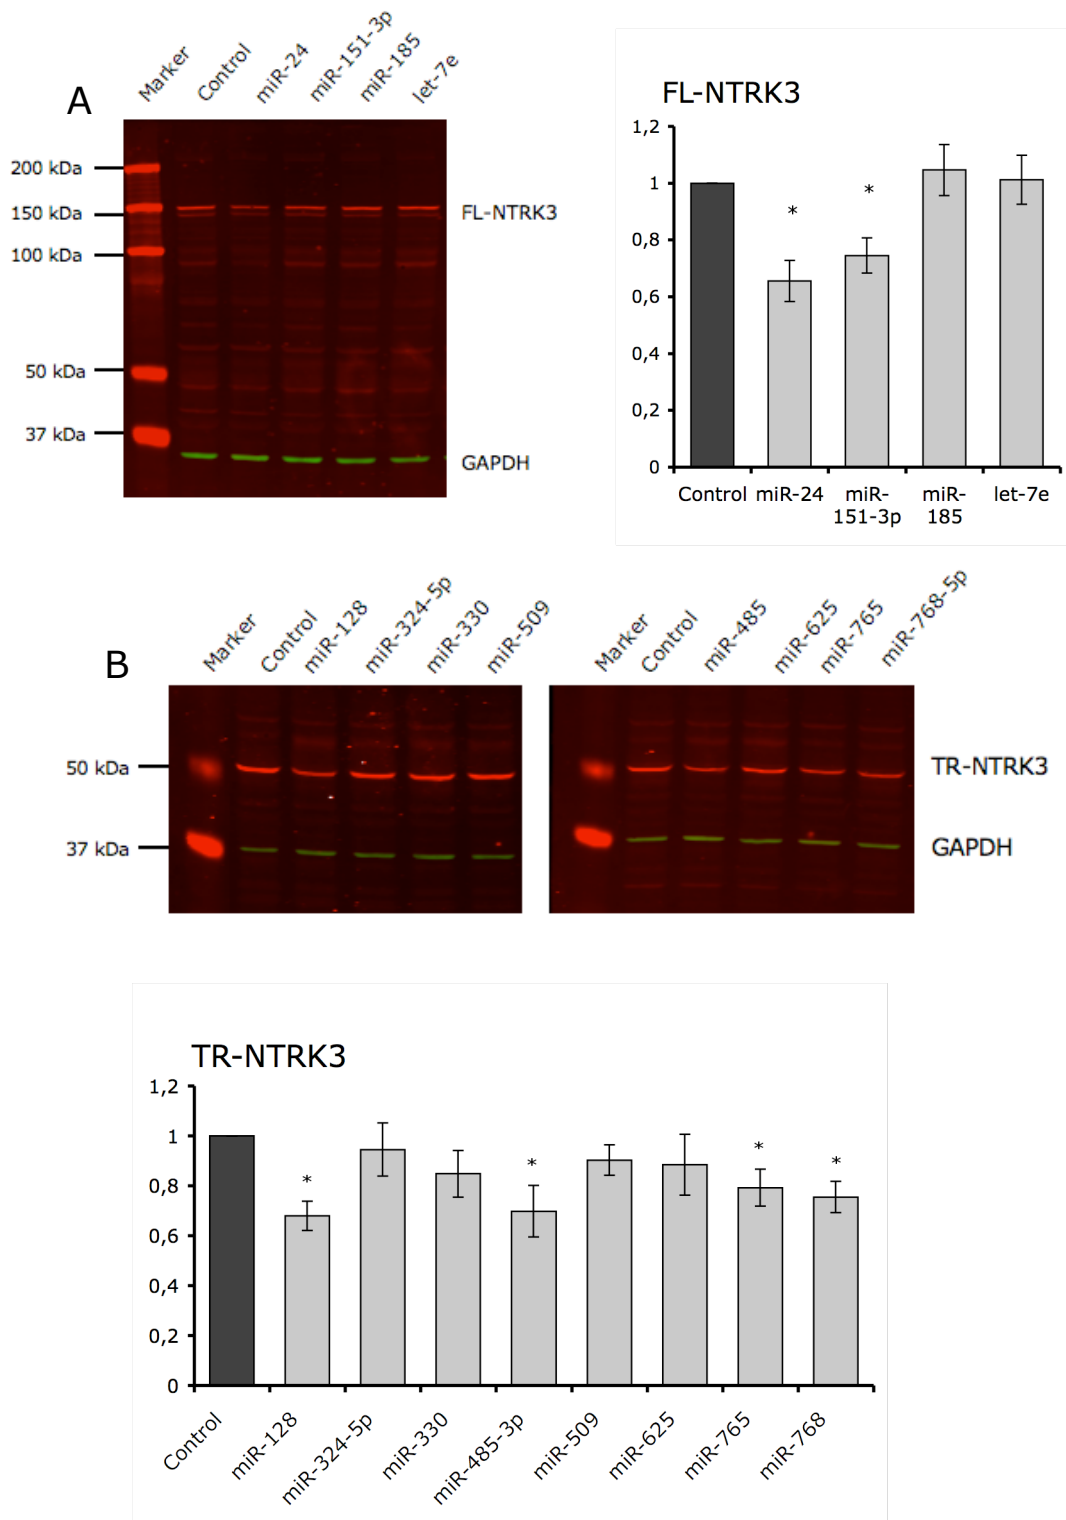 A
Marker
Control
miR-24
miR-151-3p
miR-185
let-7e
200 kDa
150 kDa
100 kDa
50 kDa
37 kDa
FL-NTRK3
GAPDH
FL-NTRK3
1,2
1
0,8
0,6
0,4
0,2
0
*
*
Control miR-24 miR- miR- let-7e
151-3p 185
B
Marker
Control
miR-128
miR-324-5p
miR-330
miR-509
Marker
Control
miR-485
miR-625
miR-765
miR-768-5p
50 kDa
37 kDa
TR-NTRK3
GAPDH
TR-NTRK3
1,2
1
0,8
0,6
0,4
0,2
0
*
*
*
*
Control
miR-128
miR-324-5p
miR-330
miR-485-3p
miR-509
miR-625
miR-765
miR-768